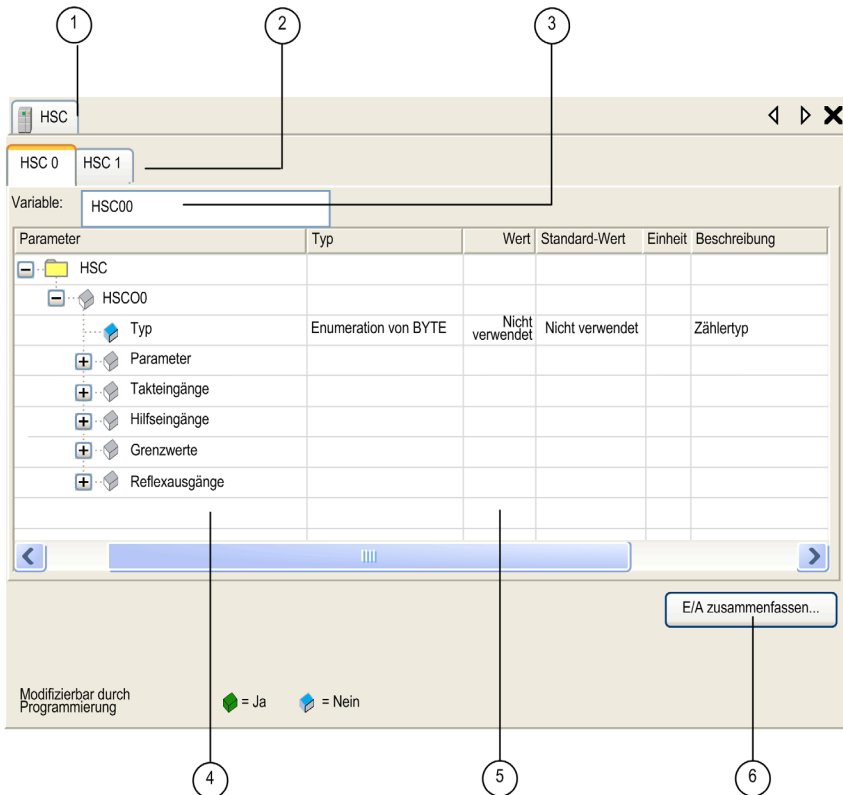 1 2 3
HSC
HSC 0 HSC 1
Variable: HSC00
Parameter Typ Wert Standard-Wert Einheit Beschreibung
HSC
HSCO0
Typ Enumeration von BYTE Nicht verwendet Nicht verwendet Zählertyp
Parameter
Takteingänge
Hilfseingänge
Grenzwerte
Reflexausgänge
E/A zusammenfassen...
Modifizierbar durch
Programmierung = Ja = Nein
4 5 6